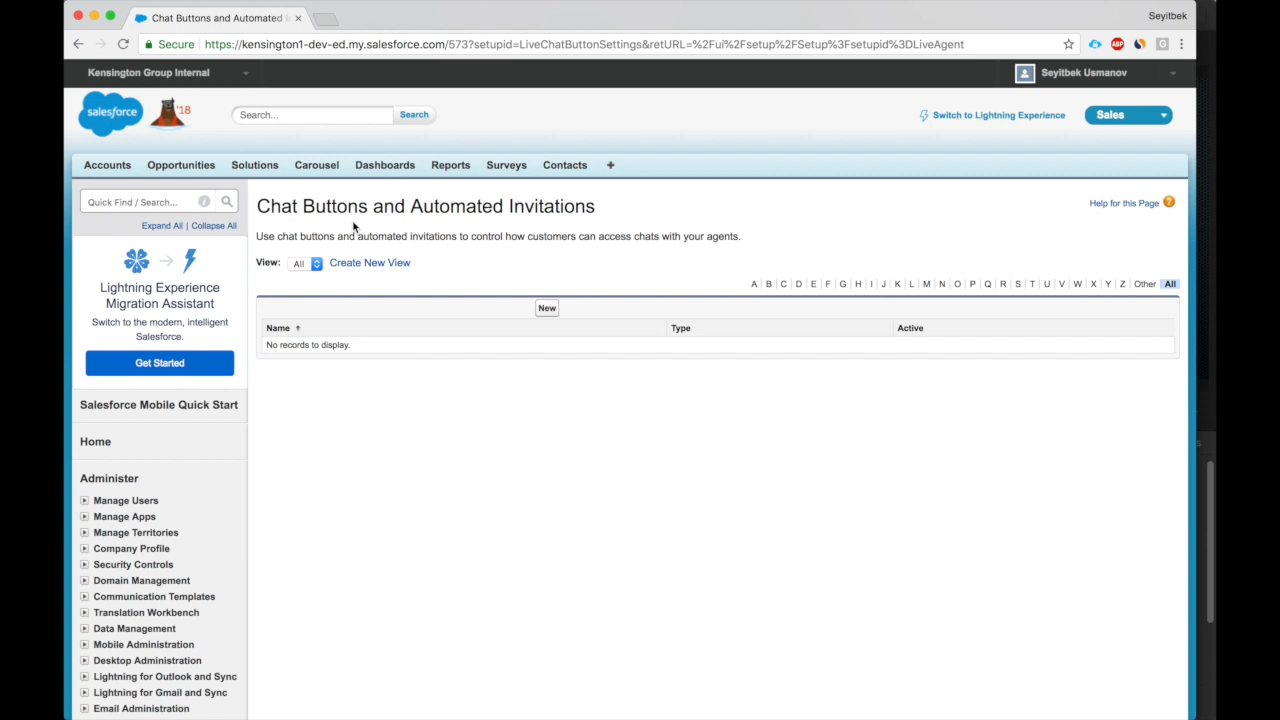 Chat Buttons and Automated I
Seyitbek
Secure https://kensington1-dev-ed.my.salesforce.com/573?setupid=LiveChatButtonSettings&retURL=%2Fui%2Fsetup%2FSetup%3Fsetupid%3DLiveAgent
ABP
G
Kensington Group Internal
Seyitbek Usmanov
salesforce
'18
Search...
Search
Switch to Lightning Experience
Sales
Accounts Opportunities Solutions Carousel Dashboards Reports Surveys Contacts +
Quick Find / Search...
Expand All | Collapse All
Lightning Experience
Migration Assistant
Switch to the modern, intelligent
Salesforce.
Get Started
Salesforce Mobile Quick Start
Home
Administer
Manage Users
Manage Apps
Manage Territories
Company Profile
Security Controls
Domain Management
Communication Templates
Translation Workbench
Data Management
Mobile Administration
Desktop Administration
Lightning for Outlook and Sync
Lightning for Gmail and Sync
Email Administration
Chat Buttons and Automated Invitations
Help for this Page ?
Use chat buttons and automated invitations to control how customers can access chats with your agents.
View: All Create New View
A | B | C | D | E | F | G | H | I | J | K | L | M | N | O | P | Q | R | S | T | U | V | W | X | Y | Z | Other All
New
Name Type Active
No records to display.